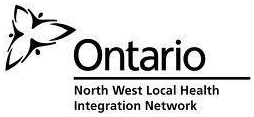 Ontario
North West Local Health
Integration Network